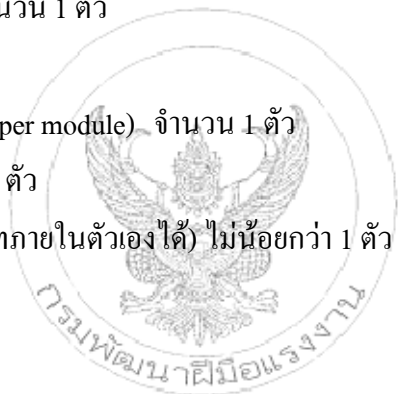 นวน 1 ตัว
per module) จำนวน 1 ตัว
ตัว
ภายในตัวเองได้) ไม่น้อยกว่า 1 ตัว
กรมพัฒนาฝีมือแรงงาน